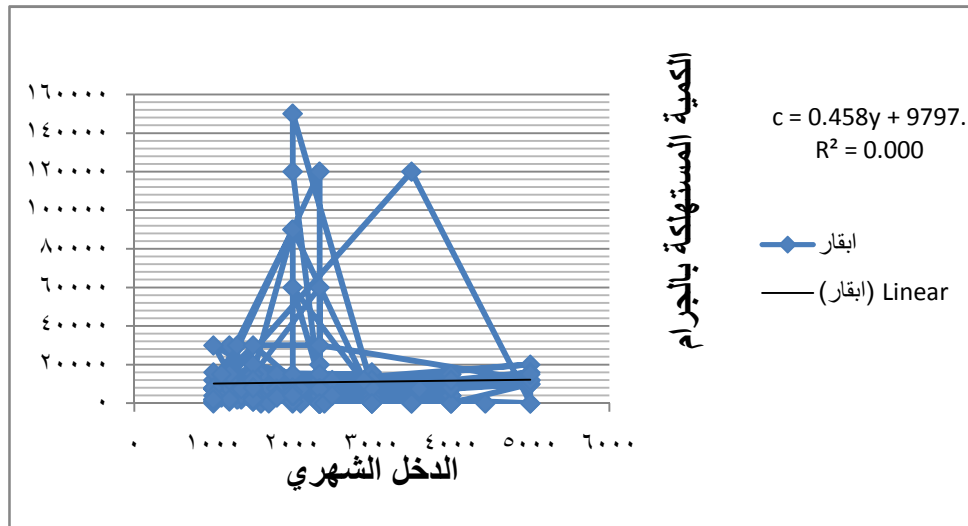 الكمية المستهلكة بالجرام
١٦٠٠٠٠
١٤٠٠٠٠
١٢٠٠٠٠
١٠٠٠٠٠
٨٠٠٠٠
٦٠٠٠٠
٤٠٠٠٠
٢٠٠٠٠
٠
٠ ١٠٠٠ ٢٠٠٠ ٣٠٠٠ ٤٠٠٠ ٥٠٠٠ ٦٠٠٠
الدخل الشهري
c = 0.458y + 9797.
R² = 0.000
ابقار
Linear (ابقار)